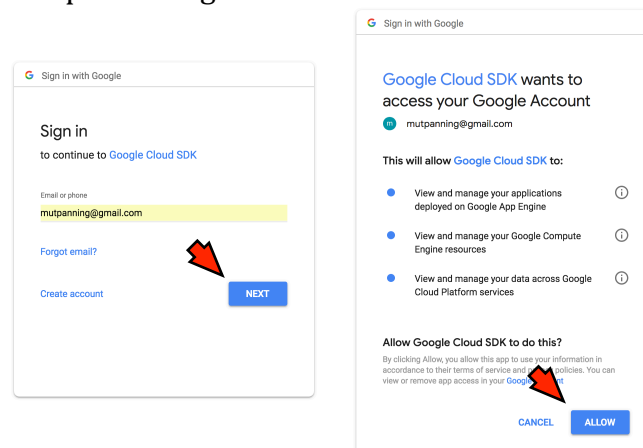 Sign in with Google
Sign in
to continue to Google Cloud SDK
Email or phone
mutpanning@gmail.com
Forgot email?
Create account
NEXT
Sign in with Google
Google Cloud SDK wants to
access your Google Account
m mutpanning@gmail.com
This will allow Google Cloud SDK to:
View and manage your applications
deployed on Google App Engine
View and manage your Google Compute
Engine resources
View and manage your data across Google
Cloud Platform services
Allow Google Cloud SDK to do this?
By clicking Allow, you allow this app to use your information in
accordance to their terms of service and policies. You can
view or remove app access in your Google
CANCEL
ALLOW